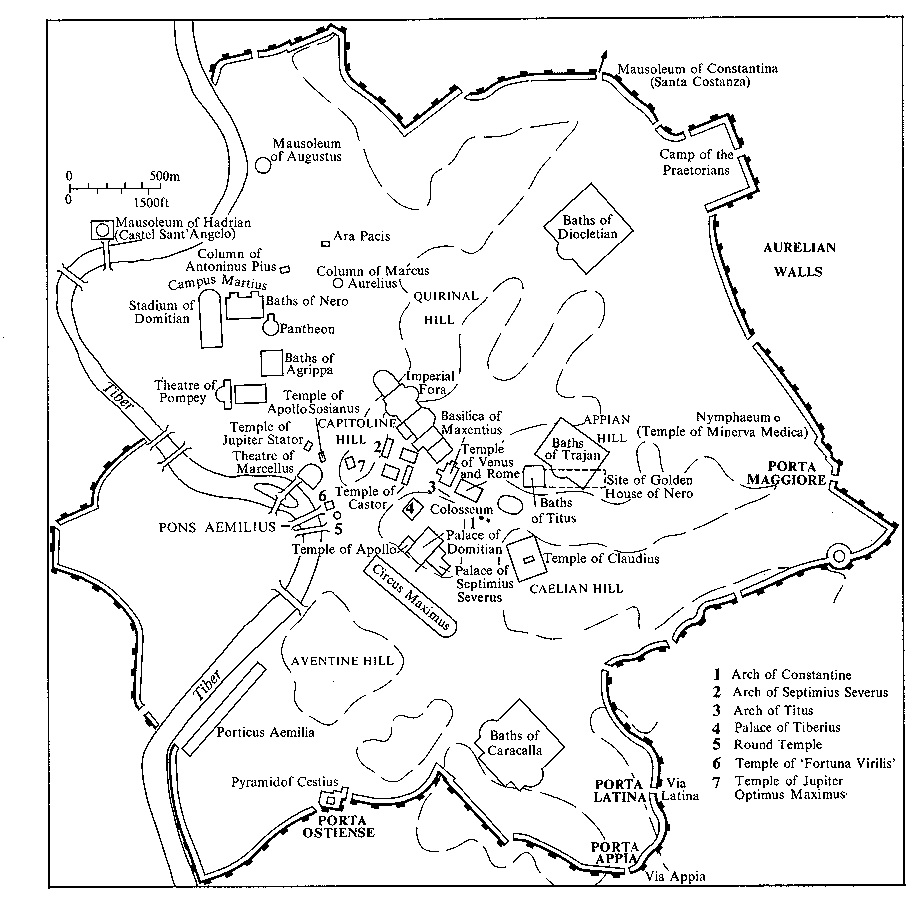 Mausoleum of Constantina
(Santa Costanza)
Mausoleum
of Augustus
Camp of the
Praetorians
0 500m
0 1500ft
Mausoleum of Hadrian
(Castel Sant'Angelo)
Ara Pacis
Baths of
Diocletian
AURELIAN
WALLS
Column of
Antoninus Pius
Column of Marcus
Aurelius
Campus Martius
QUIRINAL
HILL
Stadium of
Domitian
Baths of Nero
Pantheon
Baths of
Agrippa
Imperial
Fora
Theatre of
Pompey
Tiber
Temple of
Apollo Sosianus
CAPITOLINE
HILL
Basilica of
Maxentius
APPIAN
HILL
Nymphaeum
(Temple of Minerva Medica)
Temple of
Jupiter Stator
2
Baths
of Trajan
Theatre of
Marcellus
7
Temple
of Venus
and Rome
PORTA
MAGGIORE
Site of Golden
House of Nero
3
6
Temple of
Castor
4
Colosseum
Baths
of Titus
PONS AEMILIUS
5
1
Temple of Apollo
Palace of
Domitian
Temple of Claudius
Circus Maximus
Palace of
Septimius
Severus
CAELIAN HILL
AVENTINE HILL
Tiber
Porticus Aemilia
Baths of
Caracalla
1 Arch of Constantine
2 Arch of Septimius Severus
3 Arch of Titus
4 Palace of Tiberius
5 Round Temple
6 Temple of 'Fortuna Virilis'
7 Temple of Jupiter
Optimus Maximus
Pyramid of Cestius
PORTA
OSTIENSE
PORTA
LATINA
Via
Latina
PORTA
APPIA
Via Appia